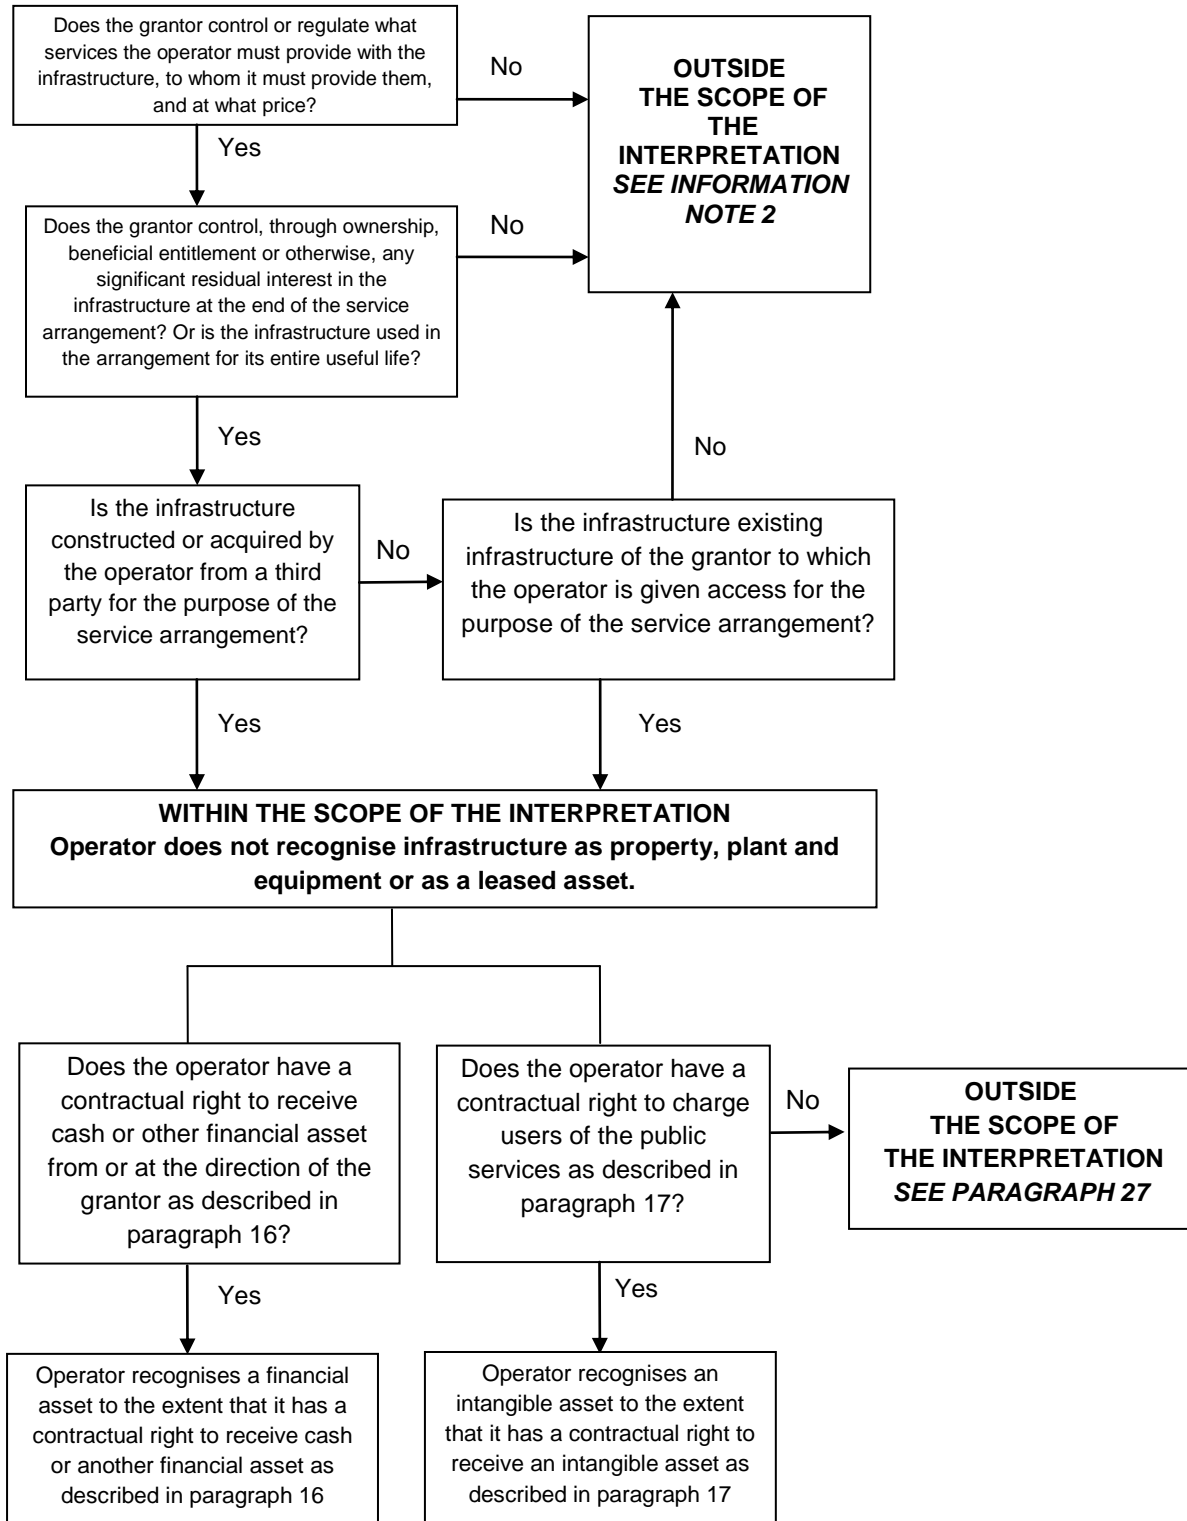 Does the grantor control or regulate what
services the operator must provide with the
infrastructure, to whom it must provide them,
and at what price?
No
OUTSIDE
THE SCOPE OF
THE
INTERPRETATION
SEE INFORMATION
NOTE 2
Yes
Does the grantor control, through ownership,
beneficial entitlement or otherwise, any
significant residual interest in the
infrastructure at the end of the service
arrangement? Or is the infrastructure used in
the arrangement for its entire useful life?
No
Yes
No
Is the infrastructure
constructed or acquired by
the operator from a third
party for the purpose of the
service arrangement?
No
Is the infrastructure existing
infrastructure of the grantor to which
the operator is given access for the
purpose of the service arrangement?
Yes
Yes
WITHIN THE SCOPE OF THE INTERPRETATION
Operator does not recognise infrastructure as property, plant and
equipment or as a leased asset.
Does the operator have a
contractual right to receive
cash or other financial asset
from or at the direction of the
grantor as described in
paragraph 16?
Does the operator have a
contractual right to charge
users of the public
services as described in
paragraph 17?
No
OUTSIDE
THE SCOPE OF
THE INTERPRETATION
SEE PARAGRAPH 27
Yes
Yes
Operator recognises a financial
asset to the extent that it has a
contractual right to receive cash
or another financial asset as
described in paragraph 16
Operator recognises an
intangible asset to the extent
that it has a contractual right to
receive an intangible asset as
described in paragraph 17